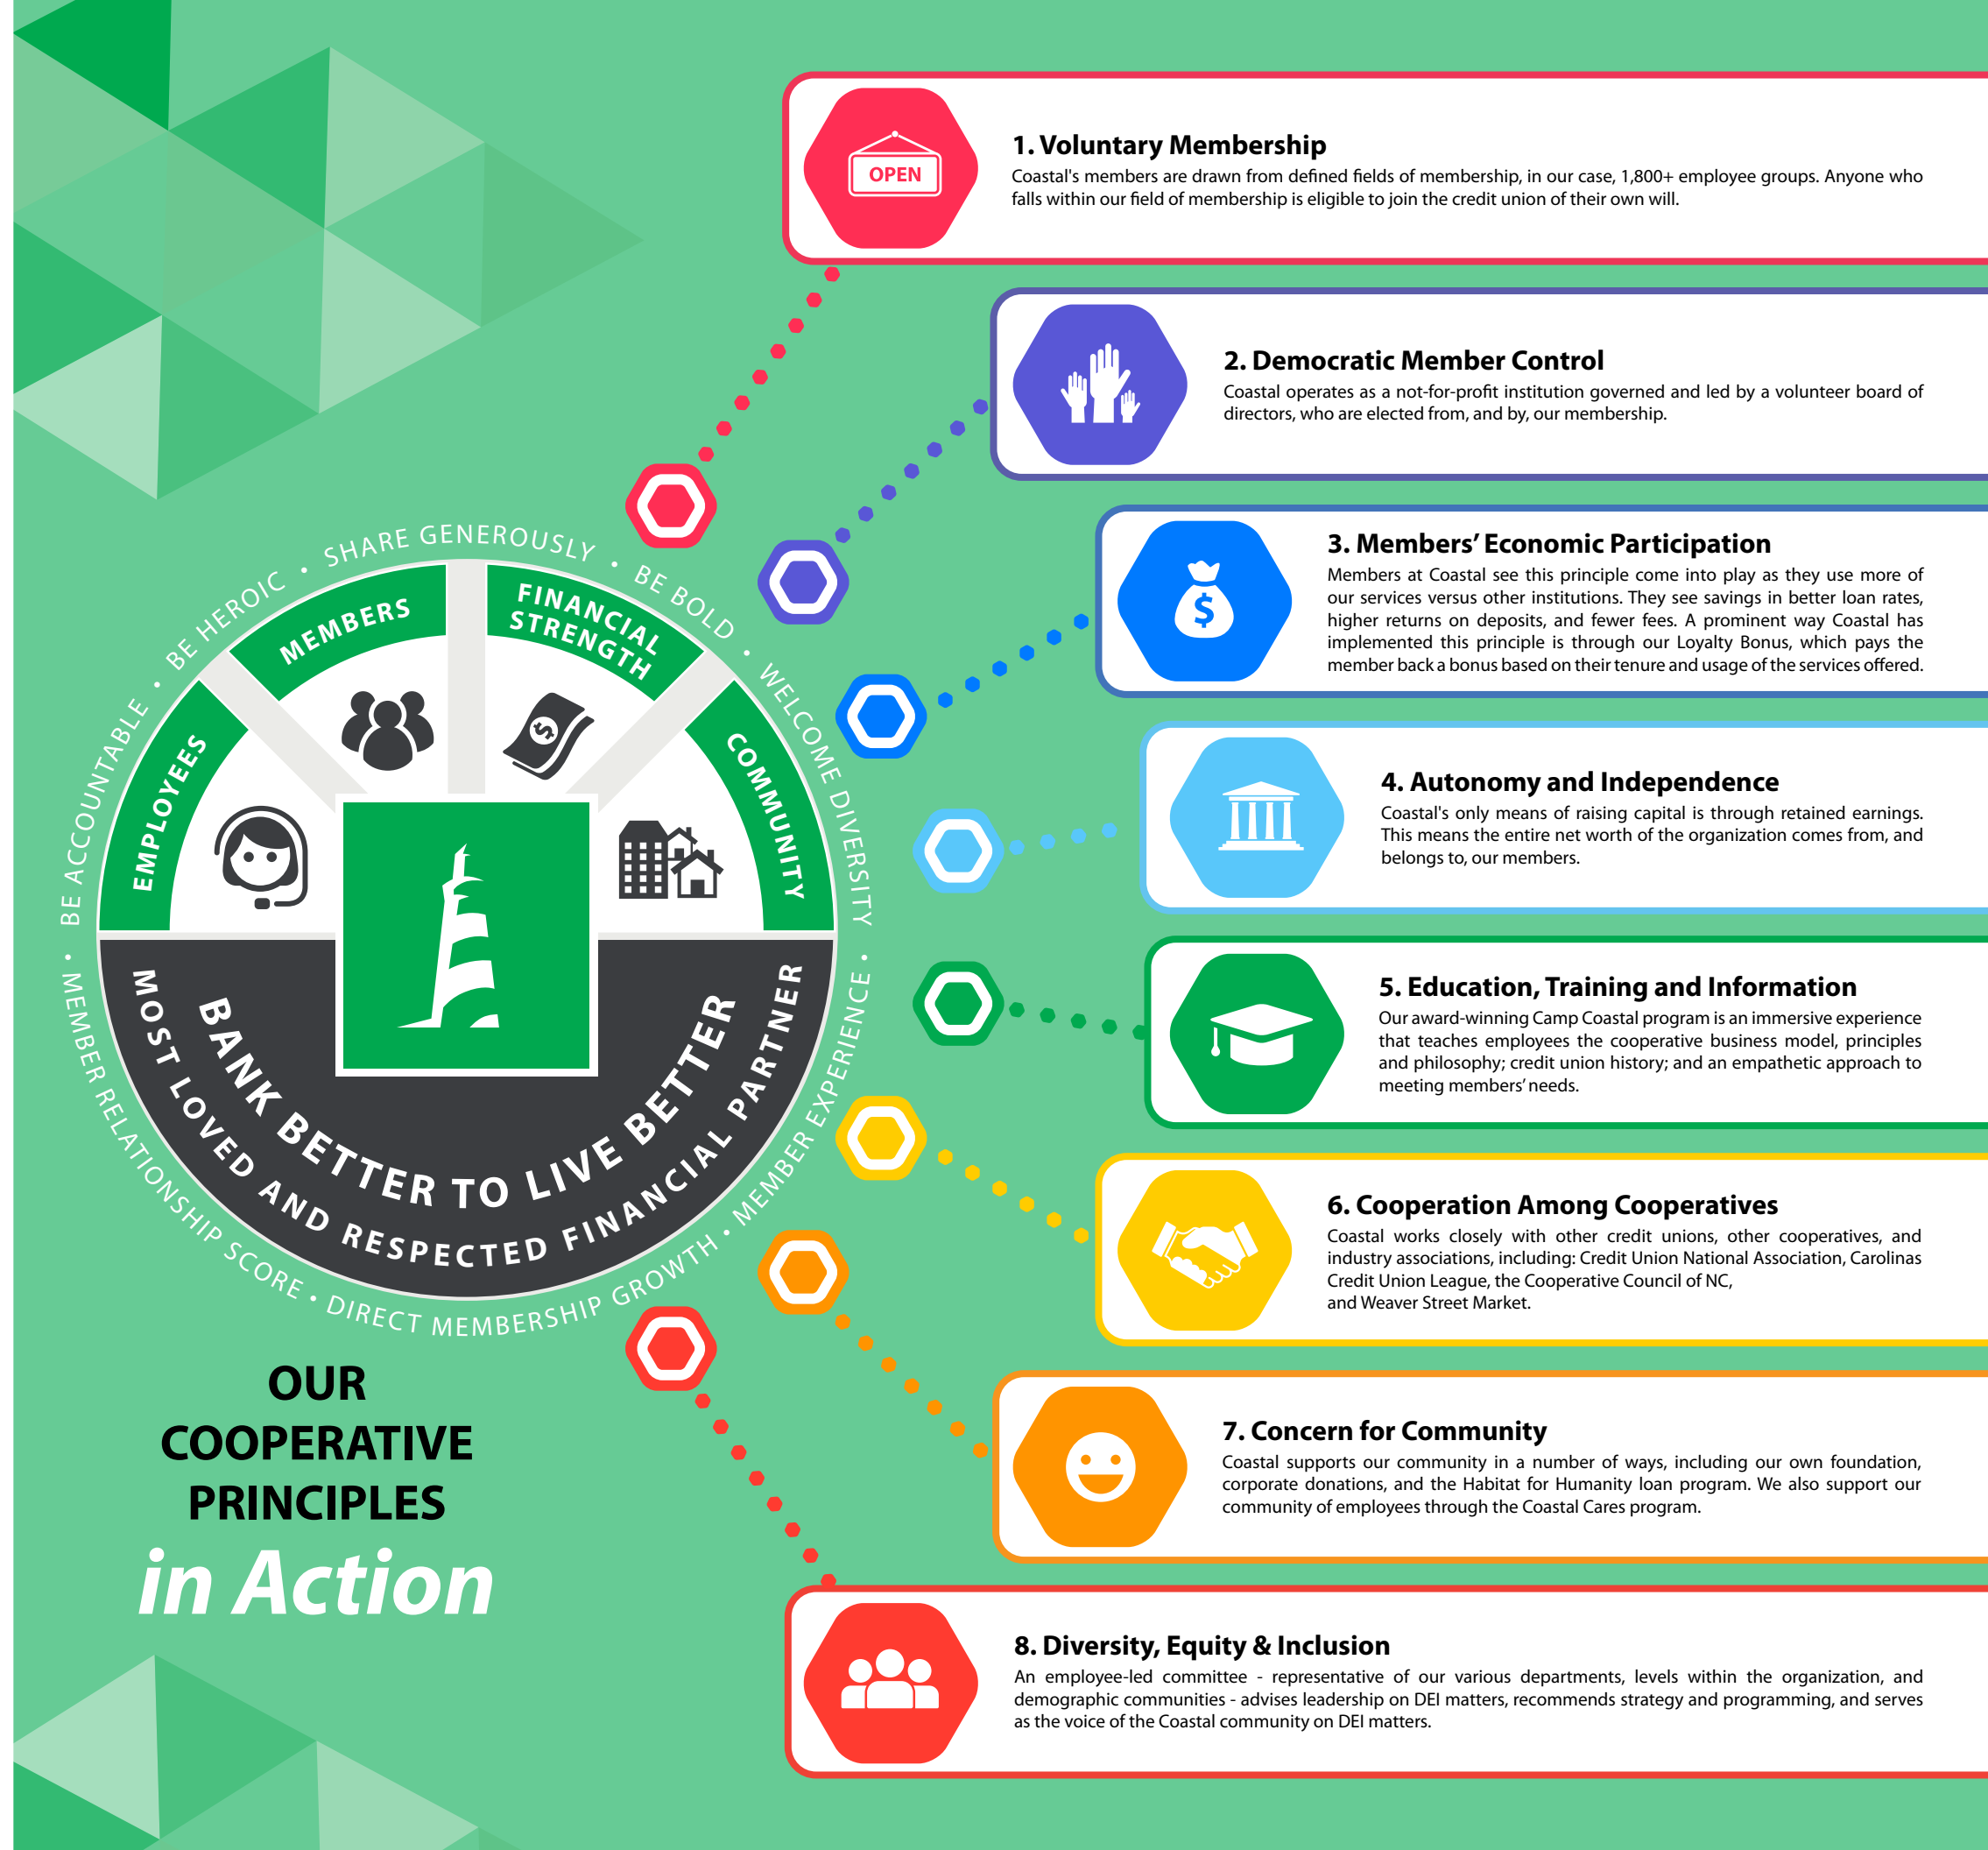 OPEN
1. Voluntary Membership
Coastal's members are drawn from defined fields of membership, in our case, 1,800+ employee groups. Anyone who
falls within our field of membership is eligible to join the credit union of their own will.
2. Democratic Member Control
Coastal operates as a not-for-profit institution governed and led by a volunteer board of
directors, who are elected from, and by, our membership.
3. Members' Economic Participation
Members at Coastal see this principle come into play as they use more of
our services versus other institutions. They see savings in better loan rates,
higher returns on deposits, and fewer fees. A prominent way Coastal has
implemented this principle is through our Loyalty Bonus, which pays the
member back a bonus based on their tenure and usage of the services offered.
4. Autonomy and Independence
Coastal's only means of raising capital is through retained earnings.
This means the entire net worth of the organization comes from, and
belongs to, our members.
5. Education, Training and Information
Our award-winning Camp Coastal program is an immersive experience
that teaches employees the cooperative business model, principles
and philosophy; credit union history; and an empathetic approach to
meeting members' needs.
6. Cooperation Among Cooperatives
Coastal works closely with other credit unions, other cooperatives, and
industry associations, including: Credit Union National Association, Carolinas
Credit Union League, the Cooperative Council of NC,
and Weaver Street Market.
7. Concern for Community
Coastal supports our community in a number of ways, including our own foundation,
corporate donations, and the Habitat for Humanity loan program. We also support our
community of employees through the Coastal Cares program.
8. Diversity, Equity & Inclusion
An employee-led committee - representative of our various departments, levels within the organization, and
demographic communities - advises leadership on DEI matters, recommends strategy and programming, and serves
as the voice of the Coastal community on DEI matters.
BE ACCOUNTABLE • BE HEROIC • SHARE GENEROUSLY • BE BOLD • WELCOME DIVERSITY •
• MEMBER RELATIONSHIP SCORE • DIRECT MEMBERSHIP GROWTH • MEMBER EXPERIENCE
EMPLOYEES
MEMBERS
FINANCIAL
STRENGTH
COMMUNITY
$
BANK BETTER TO LIVE BETTER
MOST LOVED AND RESPECTED FINANCIAL PARTNER
$
OUR
COOPERATIVE
PRINCIPLES
in Action